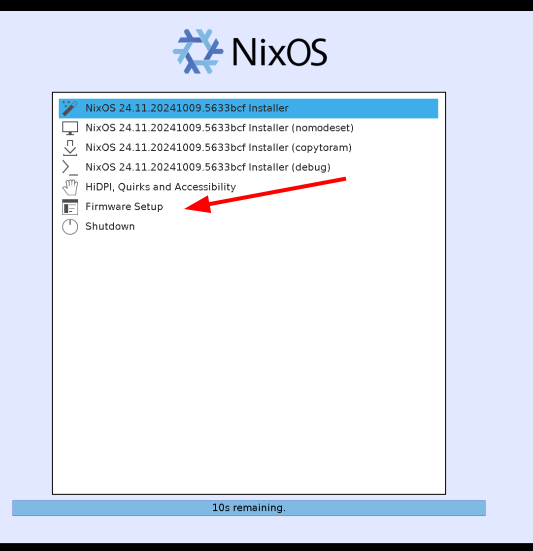 NixOS
NixOS 24.11.20241009.5633bcf Installer
NixOS 24.11.20241009.5633bcf Installer (nomodeset)
NixOS 24.11.20241009.5633bcf Installer (copytoram)
NixOS 24.11.20241009.5633bcf Installer (debug)
HiDPI, Quirks and Accessibility
Firmware Setup
Shutdown
10s remaining.